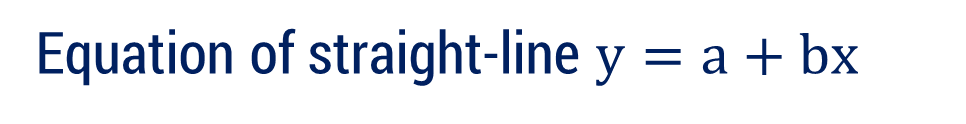 Equation of straight-line y = a + bx